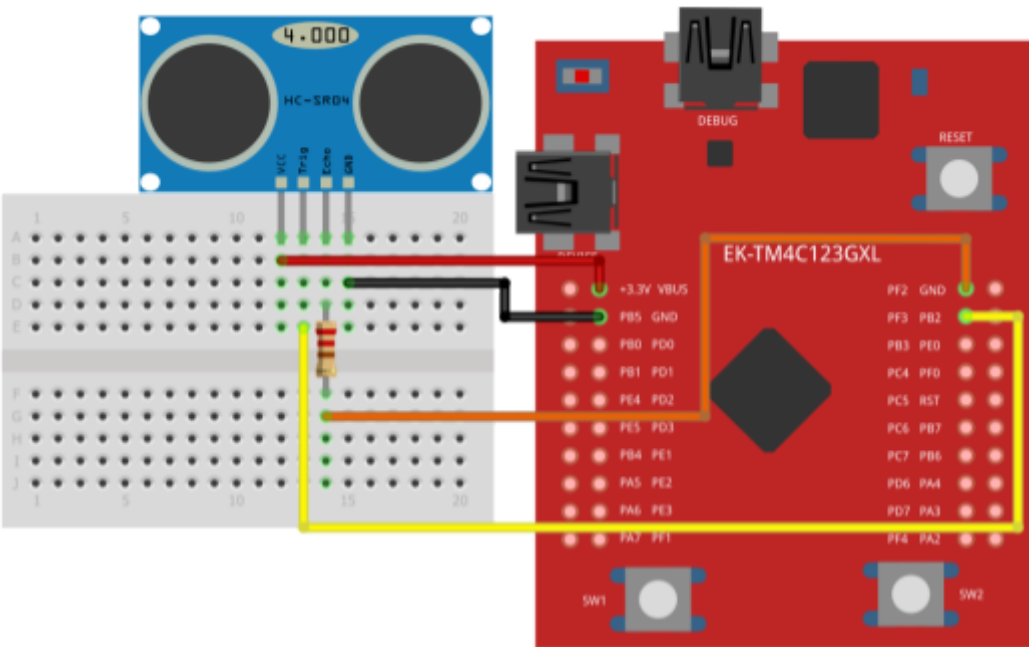 4.000
HC-SR04
VCC Trig Echo GND
1 5 10 15 20
A
B
C
D
E
F
G
H
I
J
1 5 10 15 20
DEBUG
RESET
DEVICE
EK-TM4C123GXL
+3.3V VBUS
PB5 GND
PB0 PD0
PB1 PD1
PE4 PD2
PE5 PD3
PB4 PE1
PA5 PE2
PA6 PE3
PA7 PF1
PF2 GND
PF3 PB2
PB3 PE0
PC4 PF0
PC5 RST
PC6 PB7
PC7 PB6
PD6 PA4
PD7 PA3
PF4 PA2
SW1
SW2